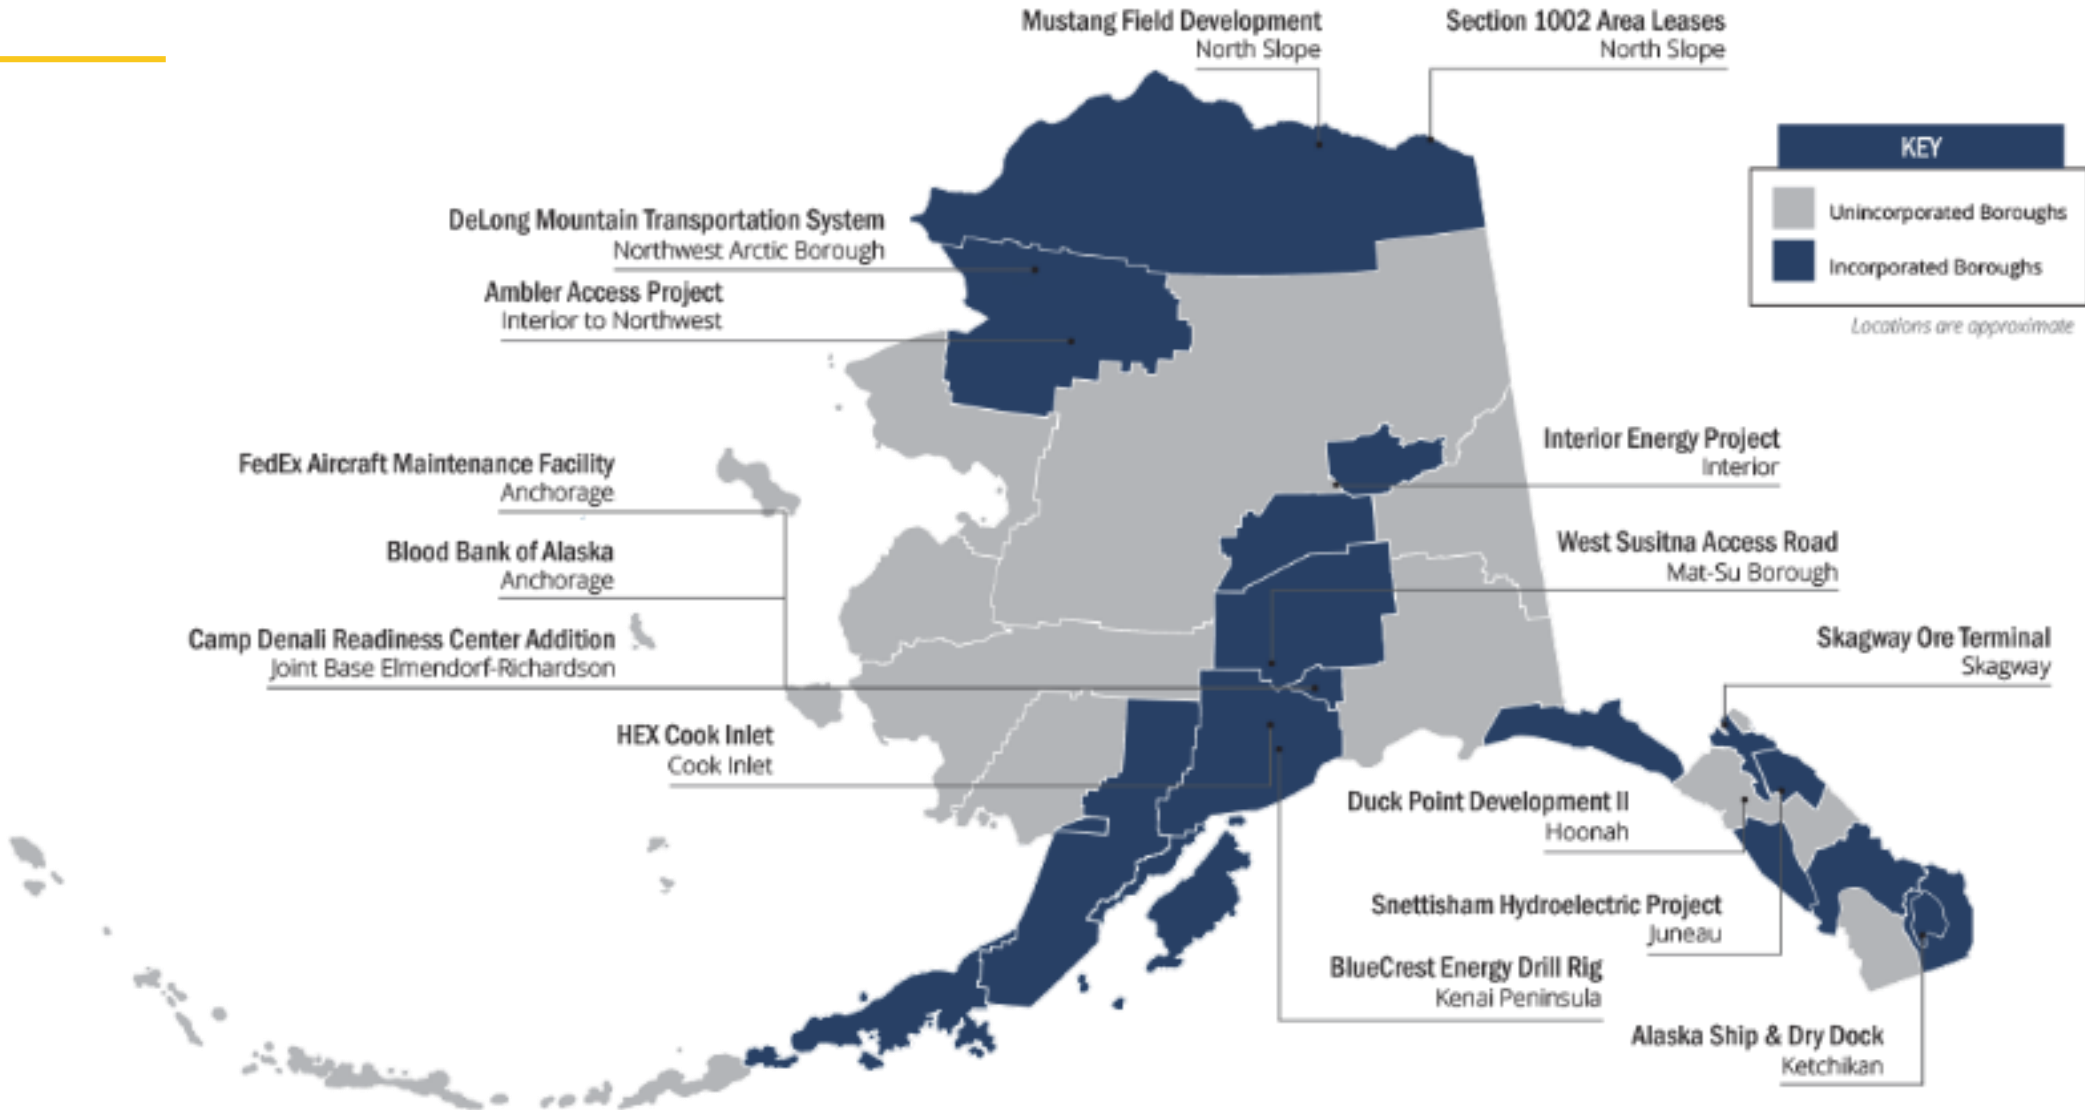 Mustang Field Development
North Slope
Section 1002 Area Leases
North Slope
KEY
Unincorporated Boroughs
Incorporated Boroughs
Locations are approximate
DeLong Mountain Transportation System
Northwest Arctic Borough
Ambler Access Project
Interior to Northwest
FedEx Aircraft Maintenance Facility
Anchorage
Blood Bank of Alaska
Anchorage
Camp Denali Readiness Center Addition
Joint Base Elmendorf-Richardson
HEX Cook Inlet
Cook Inlet
Interior Energy Project
Interior
West Susitna Access Road
Mat-Su Borough
Skagway Ore Terminal
Skagway
Duck Point Development II
Hoonah
Snettisham Hydroelectric Project
Juneau
BlueCrest Energy Drill Rig
Kenai Peninsula
Alaska Ship & Dry Dock
Ketchikan